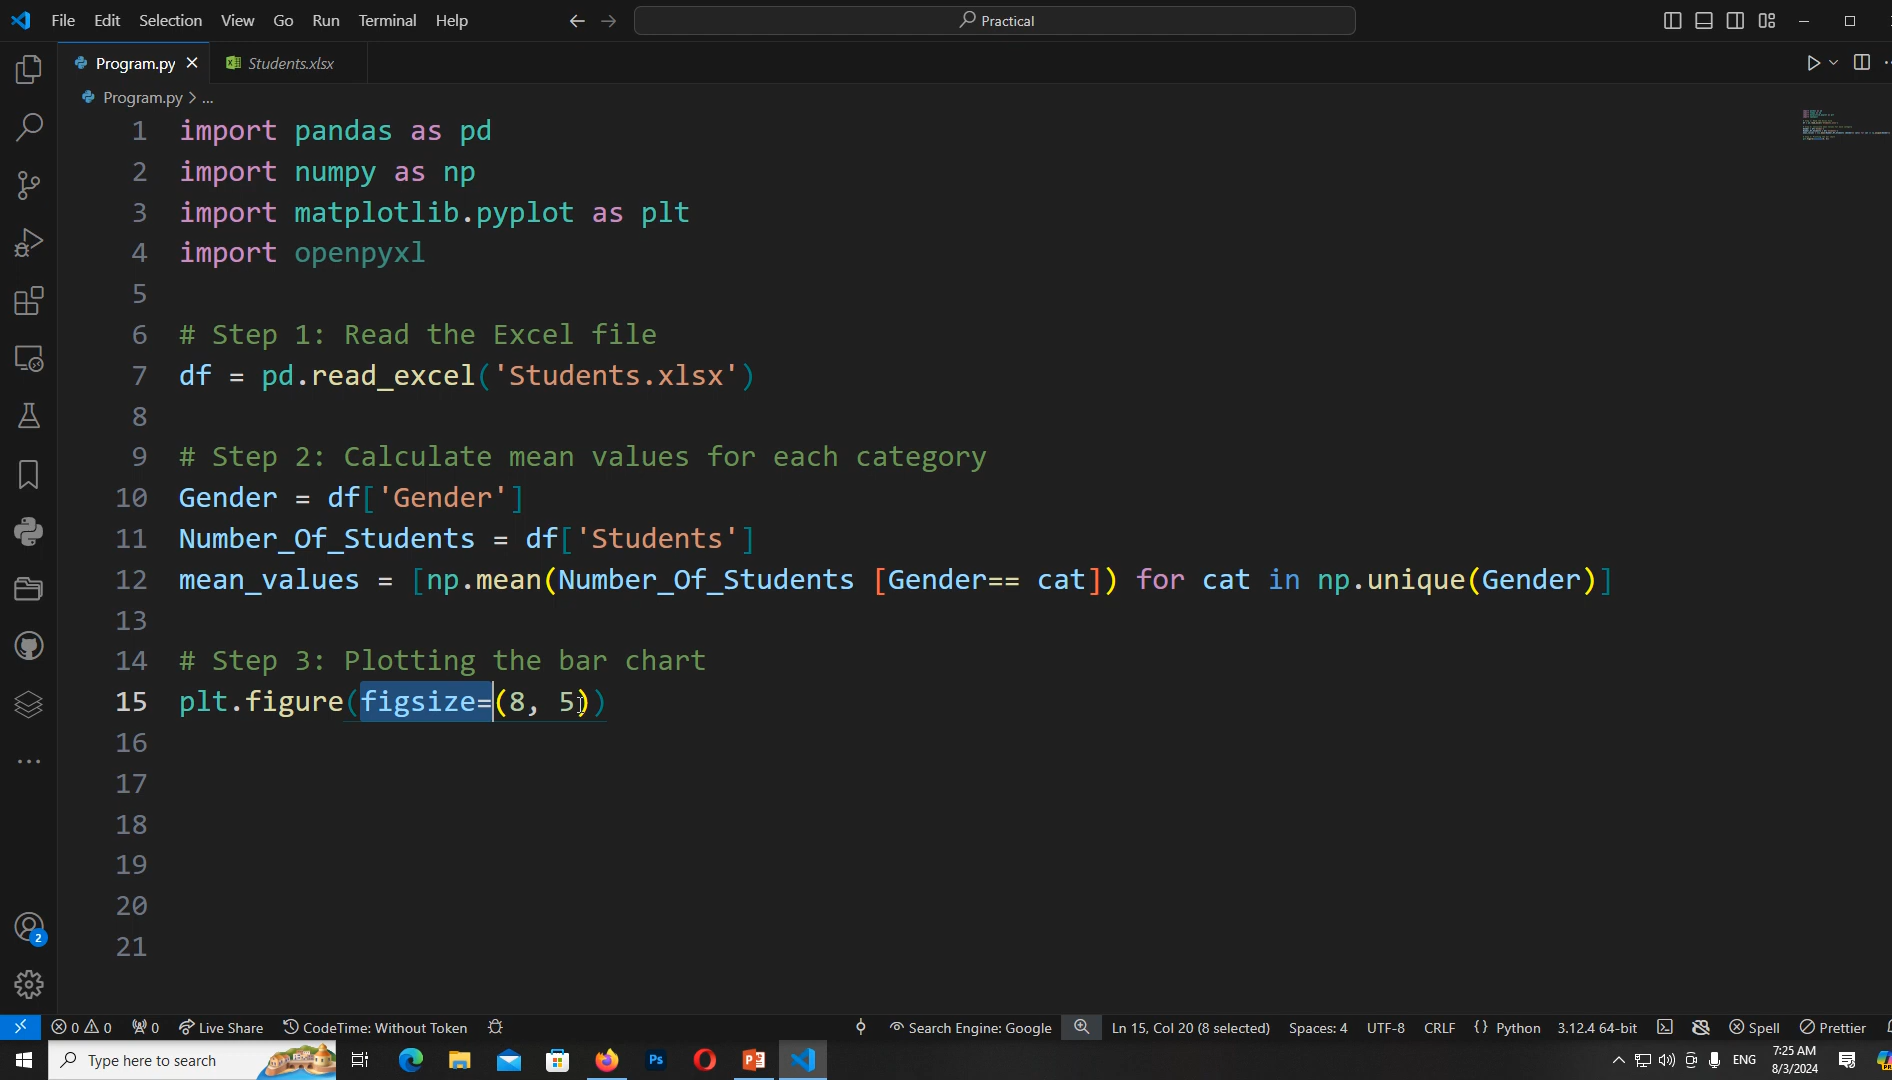 File Edit Selection View Go Run Terminal Help Practical
Program.py Students.xlsx
Program.py > ...
1 import pandas as pd
2 import numpy as np
3 import matplotlib.pyplot as plt
4 import openpyxl
5
6 # Step 1: Read the Excel file
7 df = pd.read_excel('Students.xlsx')
8
9 # Step 2: Calculate mean values for each category
10 Gender = df['Gender']
11 Number_Of_Students = df['Students']
12 mean_values = [np.mean(Number_Of_Students [Gender== cat]) for cat in np.unique(Gender)]
13
14 # Step 3: Plotting the bar chart
15 plt.figure(figsize=(8, 5))
16
17
18
19
20
21
2
0 0 0 Live Share CodeTime: Without Token Search Engine: Google Ln 15, Col 20 (8 selected) Spaces: 4 UTF-8 CRLF {} Python 3.12.4 64-bit Spell Prettier
Type here to search Ps ENG 7:25 AM
8/3/2024